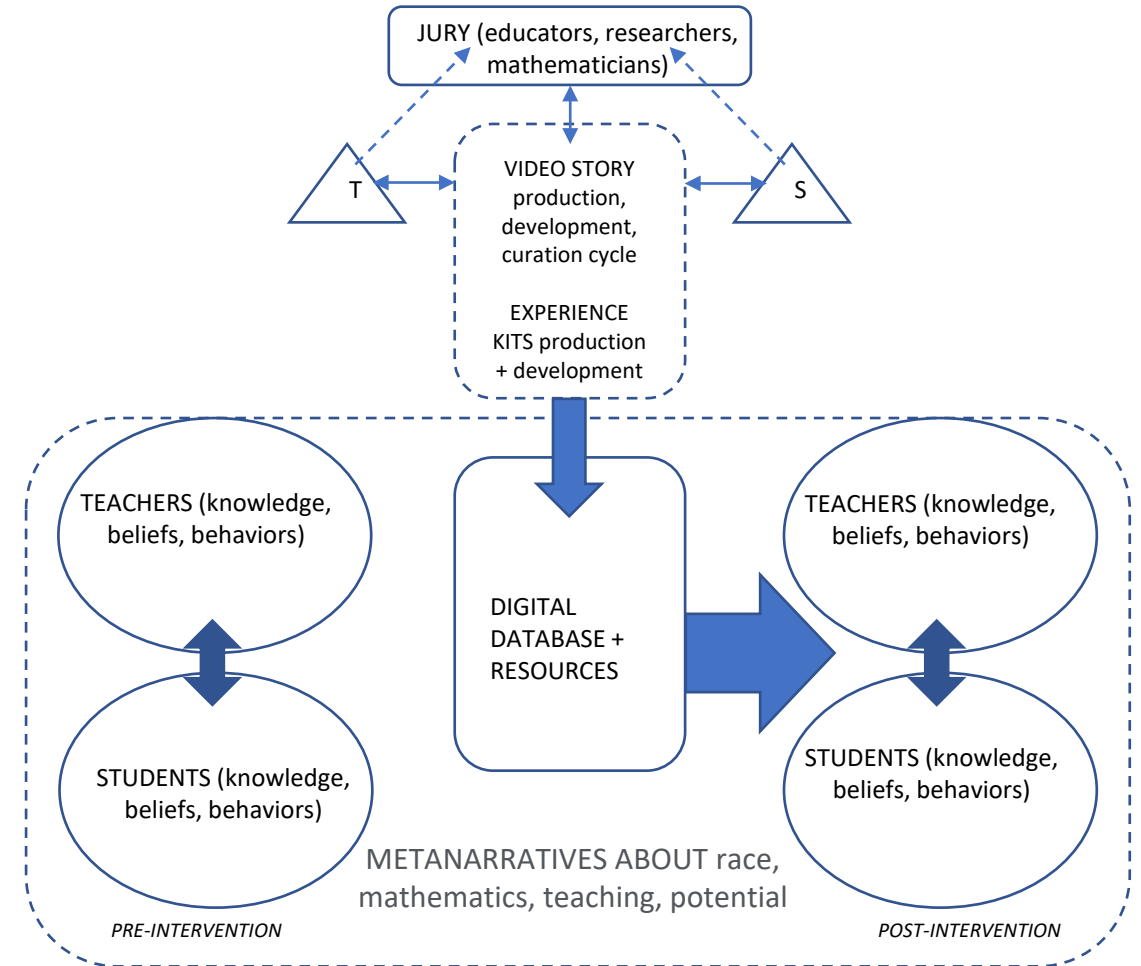 JURY (educators, researchers,
mathematicians)
T
VIDEO STORY
production,
development,
curation cycle
EXPERIENCE
KITS production
+ development
S
TEACHERS (knowledge,
beliefs, behaviors)
STUDENTS (knowledge,
beliefs, behaviors)
PRE-INTERVENTION
DIGITAL
DATABASE +
RESOURCES
METANARRATIVES ABOUT race,
mathematics, teaching, potential
TEACHERS (knowledge,
beliefs, behaviors)
STUDENTS (knowledge,
beliefs, behaviors)
POST-INTERVENTION